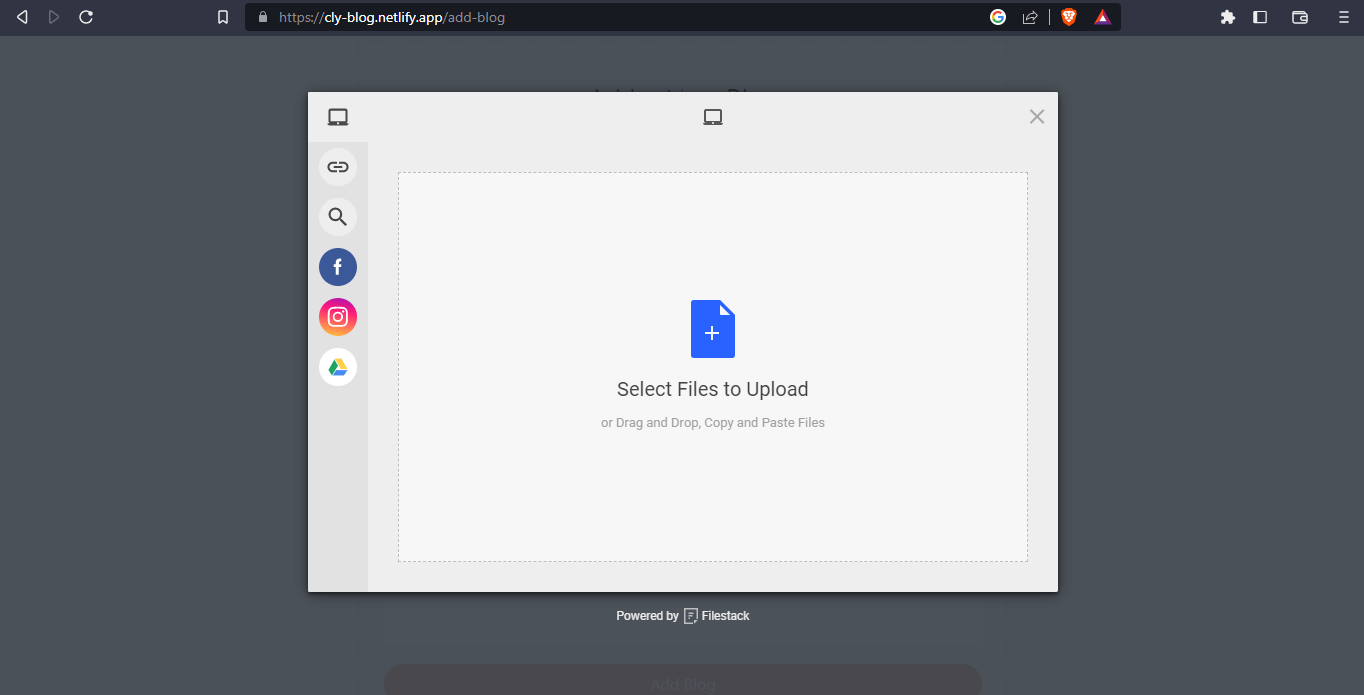 https://cly-blog.netlify.app/add-blog
Select Files to Upload
or Drag and Drop, Copy and Paste Files
Powered by Filestack
Add Blog